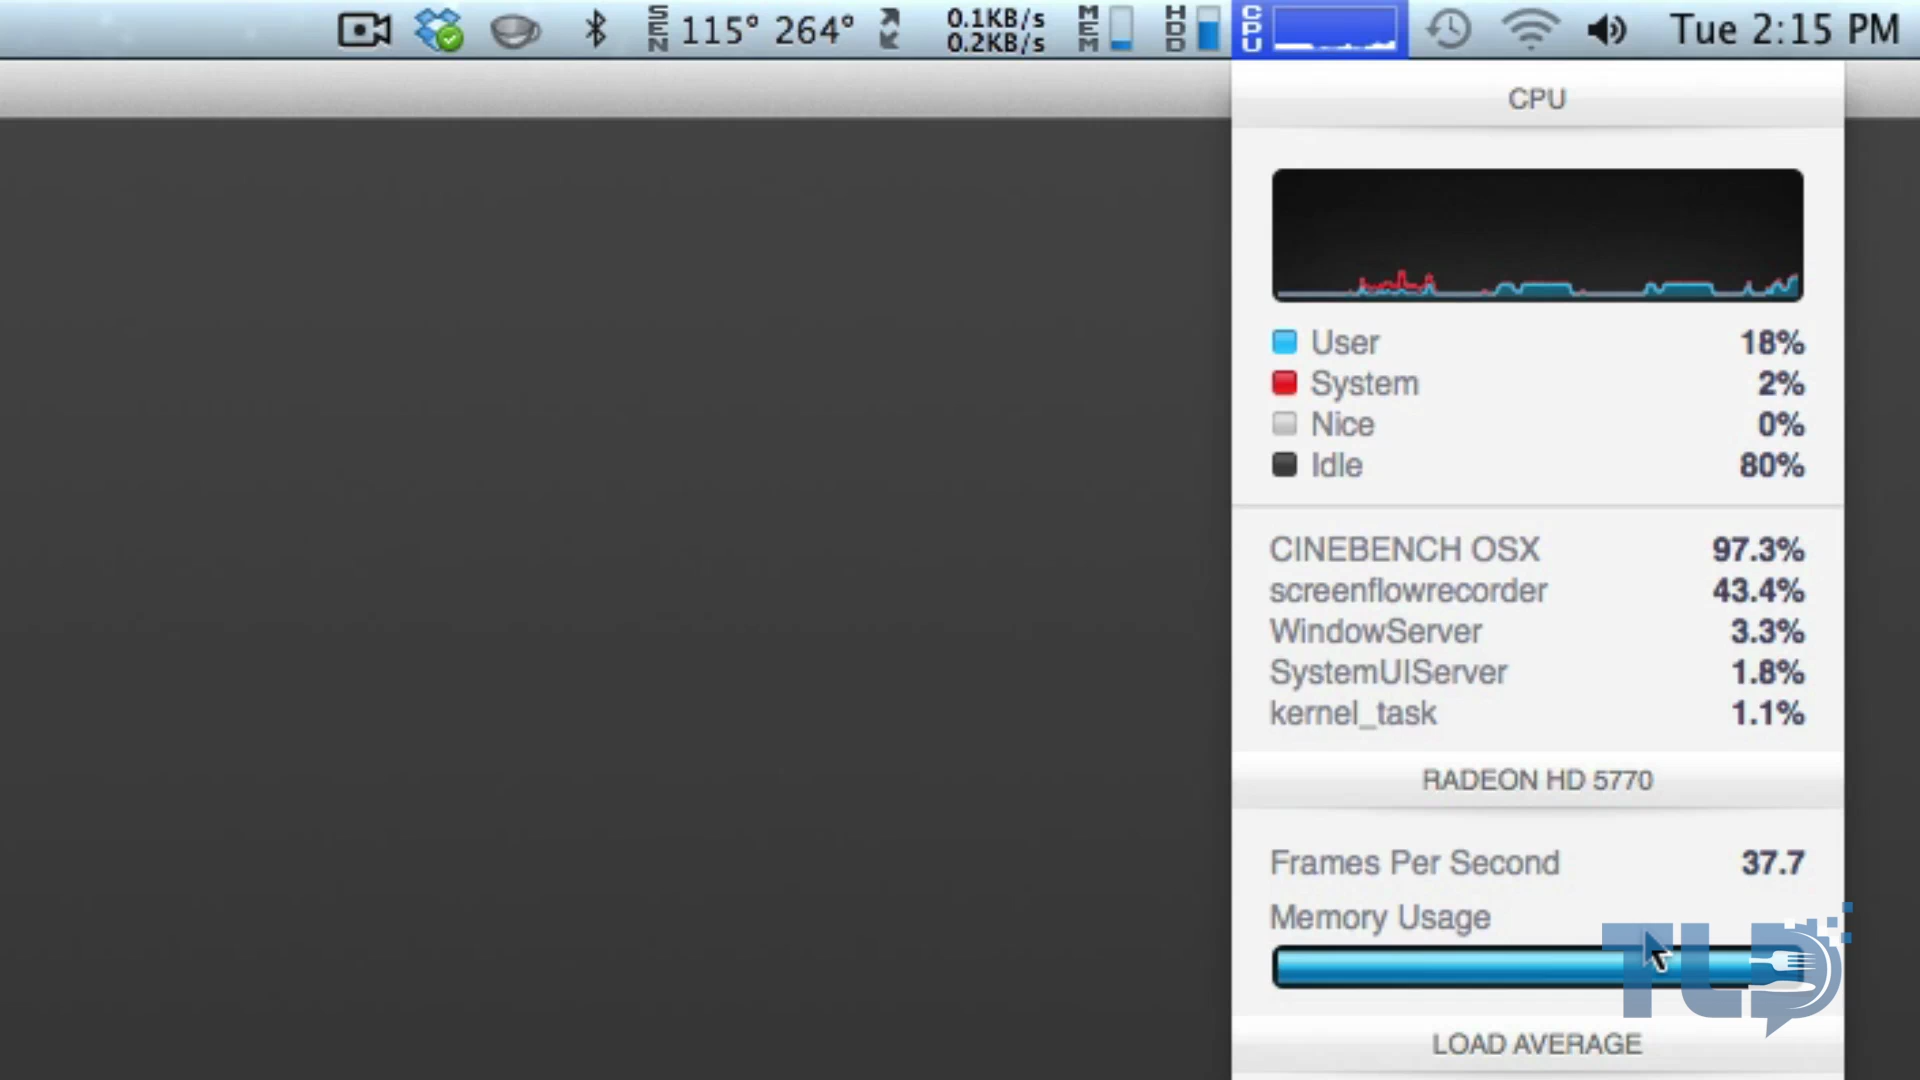 SEN 115° 264° 0.1KB/s
0.2KB/s MEM HDD CPU Tue 2:15 PM
CPU
User 18%
System 2%
Nice 0%
Idle 80%
CINEBENCH OSX 97.3%
screenflowrecorder 43.4%
WindowServer 3.3%
SystemUIServer 1.8%
kernel_task 1.1%
RADEON HD 5770
Frames Per Second 37.7
Memory Usage
TLD
LOAD AVERAGE